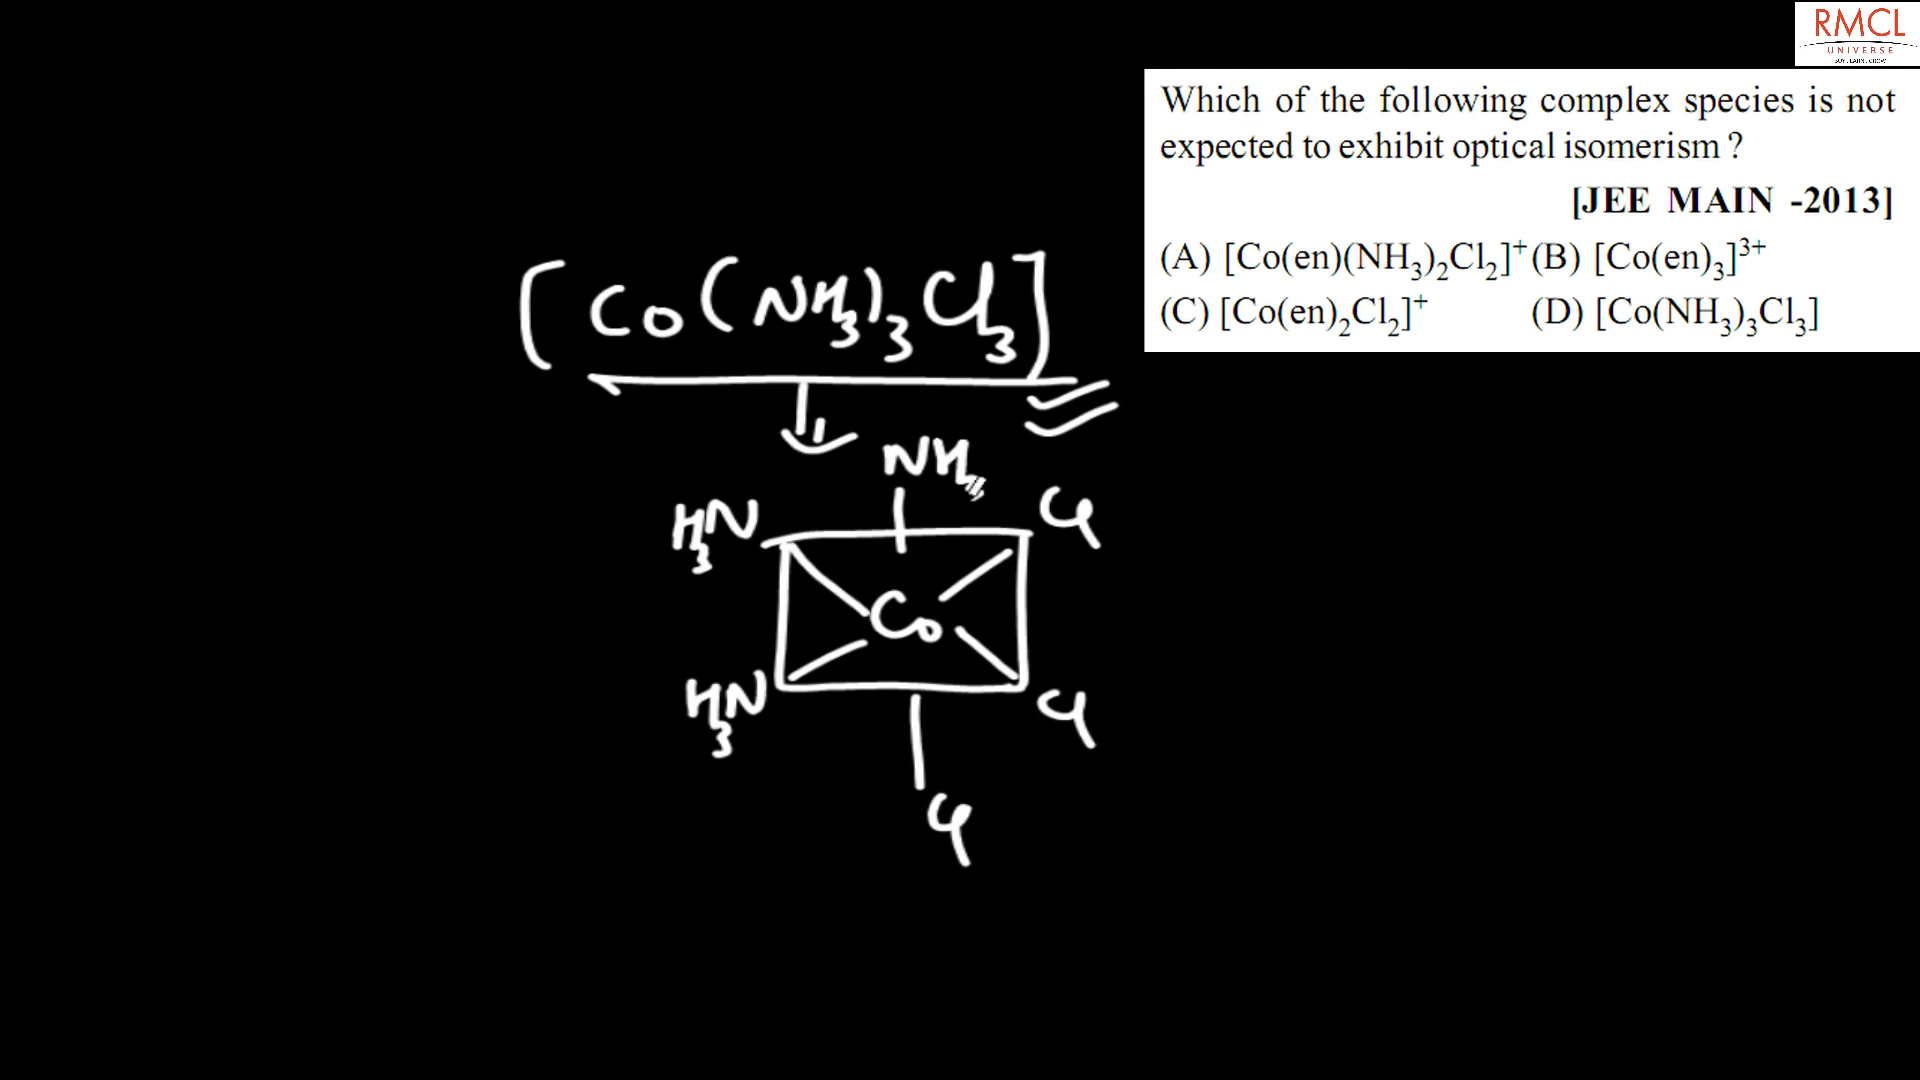 RMCL
UNIVERSE
Which of the following complex species is not
expected to exhibit optical isomerism ?
[JEE MAIN -2013]
(A) [Co(en)(NH₃)₂Cl₂]⁺ (B) [Co(en)₃]³⁺
(C) [Co(en)₂Cl₂]⁺ (D) [Co(NH₃)₃Cl₃]
[Co(NH₃)₃Cl₃]
NH₃
H₃N Cl
Co
H₃N Cl
Cl